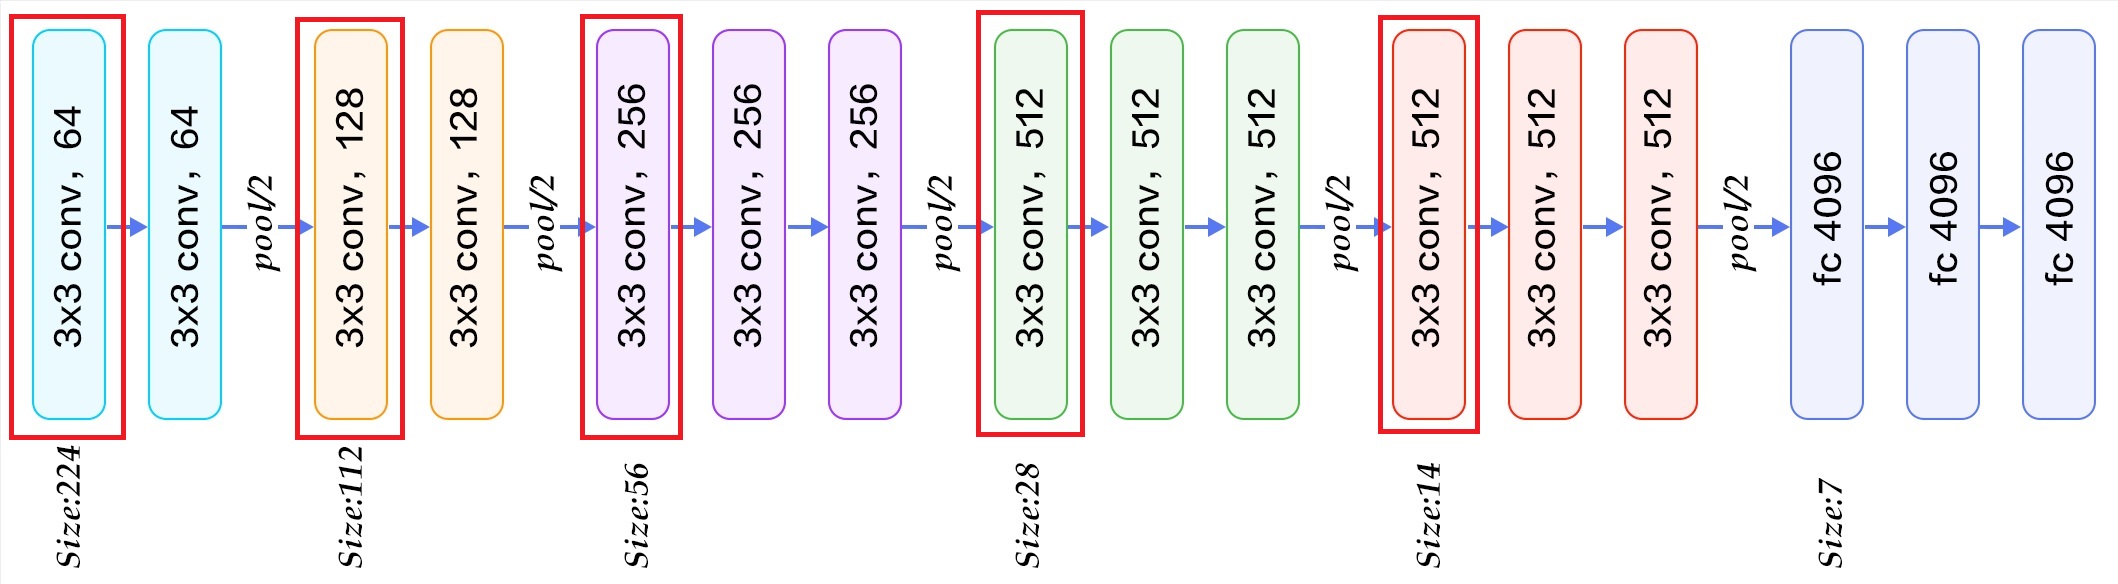 3x3 conv, 64
3x3 conv, 64
pool/2
3x3 conv, 128
3x3 conv, 128
pool/2
3x3 conv, 256
3x3 conv, 256
3x3 conv, 256
pool/2
3x3 conv, 512
3x3 conv, 512
3x3 conv, 512
pool/2
3x3 conv, 512
3x3 conv, 512
3x3 conv, 512
pool/2
fc 4096
fc 4096
fc 4096
Size:224
Size:112
Size:56
Size:28
Size:14
Size:7